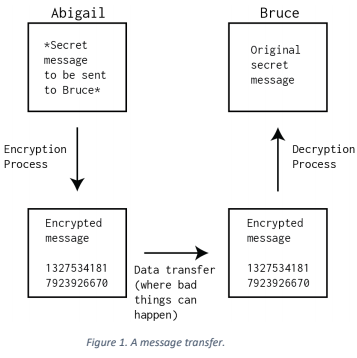 Abigail
*Secret
message
to be sent
to Bruce*
Encryption
Process
Encrypted
message
1327534181
7923926670
Data transfer
(where bad
things can
happen)
Bruce
Original
secret
message
Decryption
Process
Encrypted
message
1327534181
7923926670
Figure 1. A message transfer.